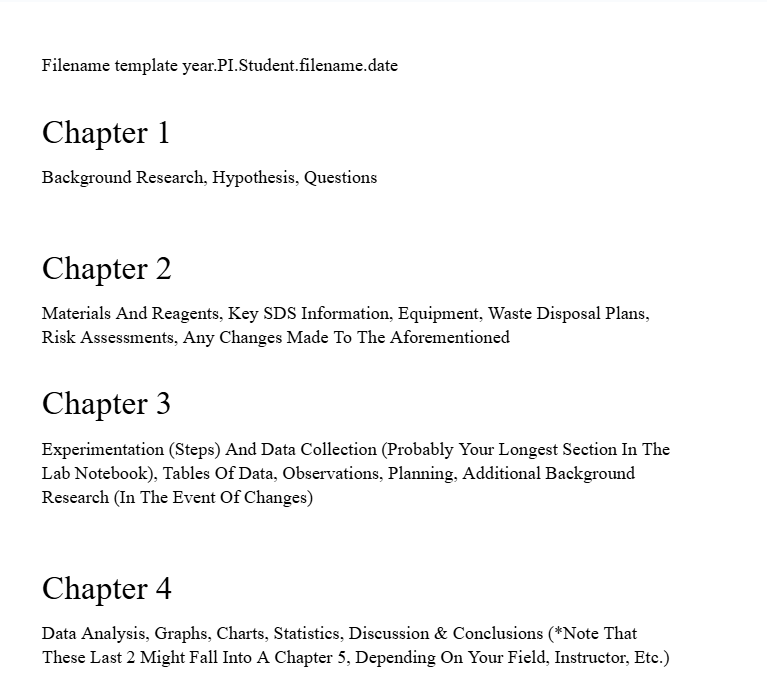 Filename template year.PI.Student.filename.date
Chapter 1
Background Research, Hypothesis, Questions
Chapter 2
Materials And Reagents, Key SDS Information, Equipment, Waste Disposal Plans,
Risk Assessments, Any Changes Made To The Aforementioned
Chapter 3
Experimentation (Steps) And Data Collection (Probably Your Longest Section In The
Lab Notebook), Tables Of Data, Observations, Planning, Additional Background
Research (In The Event Of Changes)
Chapter 4
Data Analysis, Graphs, Charts, Statistics, Discussion & Conclusions (*Note That
These Last 2 Might Fall Into A Chapter 5, Depending On Your Field, Instructor, Etc.)